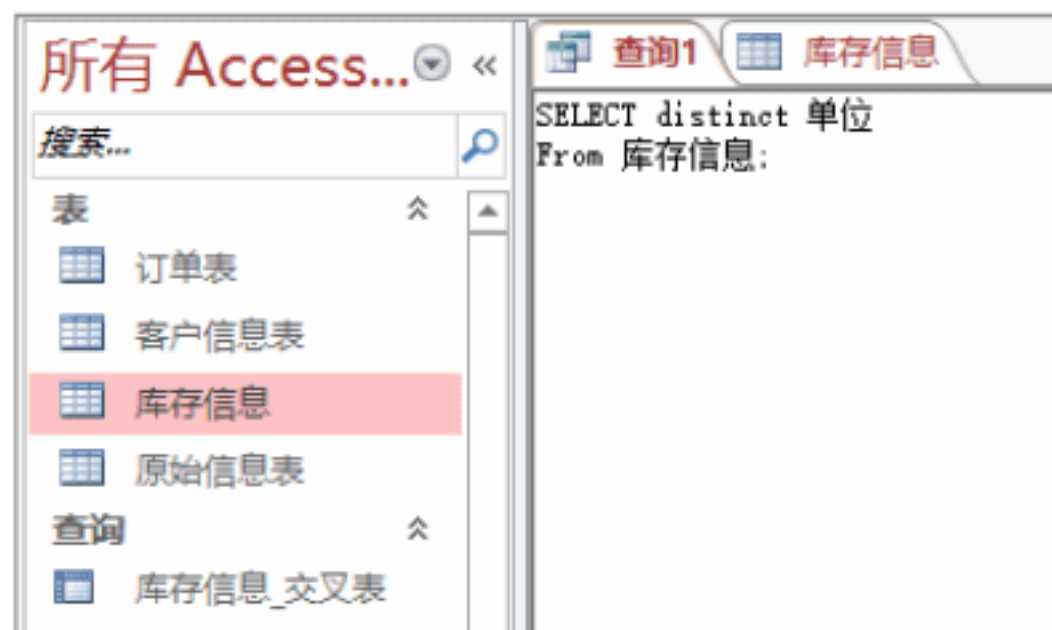 所有 Access...
搜索...
表
订单表
客户信息表
库存信息
原始信息表
查询
库存信息_交叉表
查询1
库存信息
SELECT distinct 单位
From 库存信息;